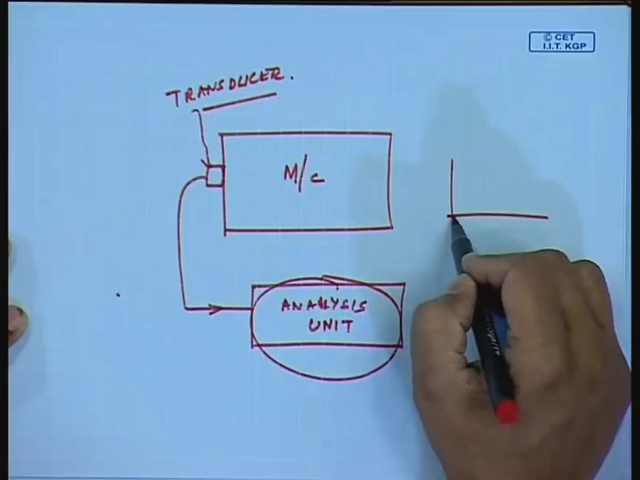 © CET
I.I.T. KGP
TRANSDUCER.
M/c
ANALYSIS
UNIT